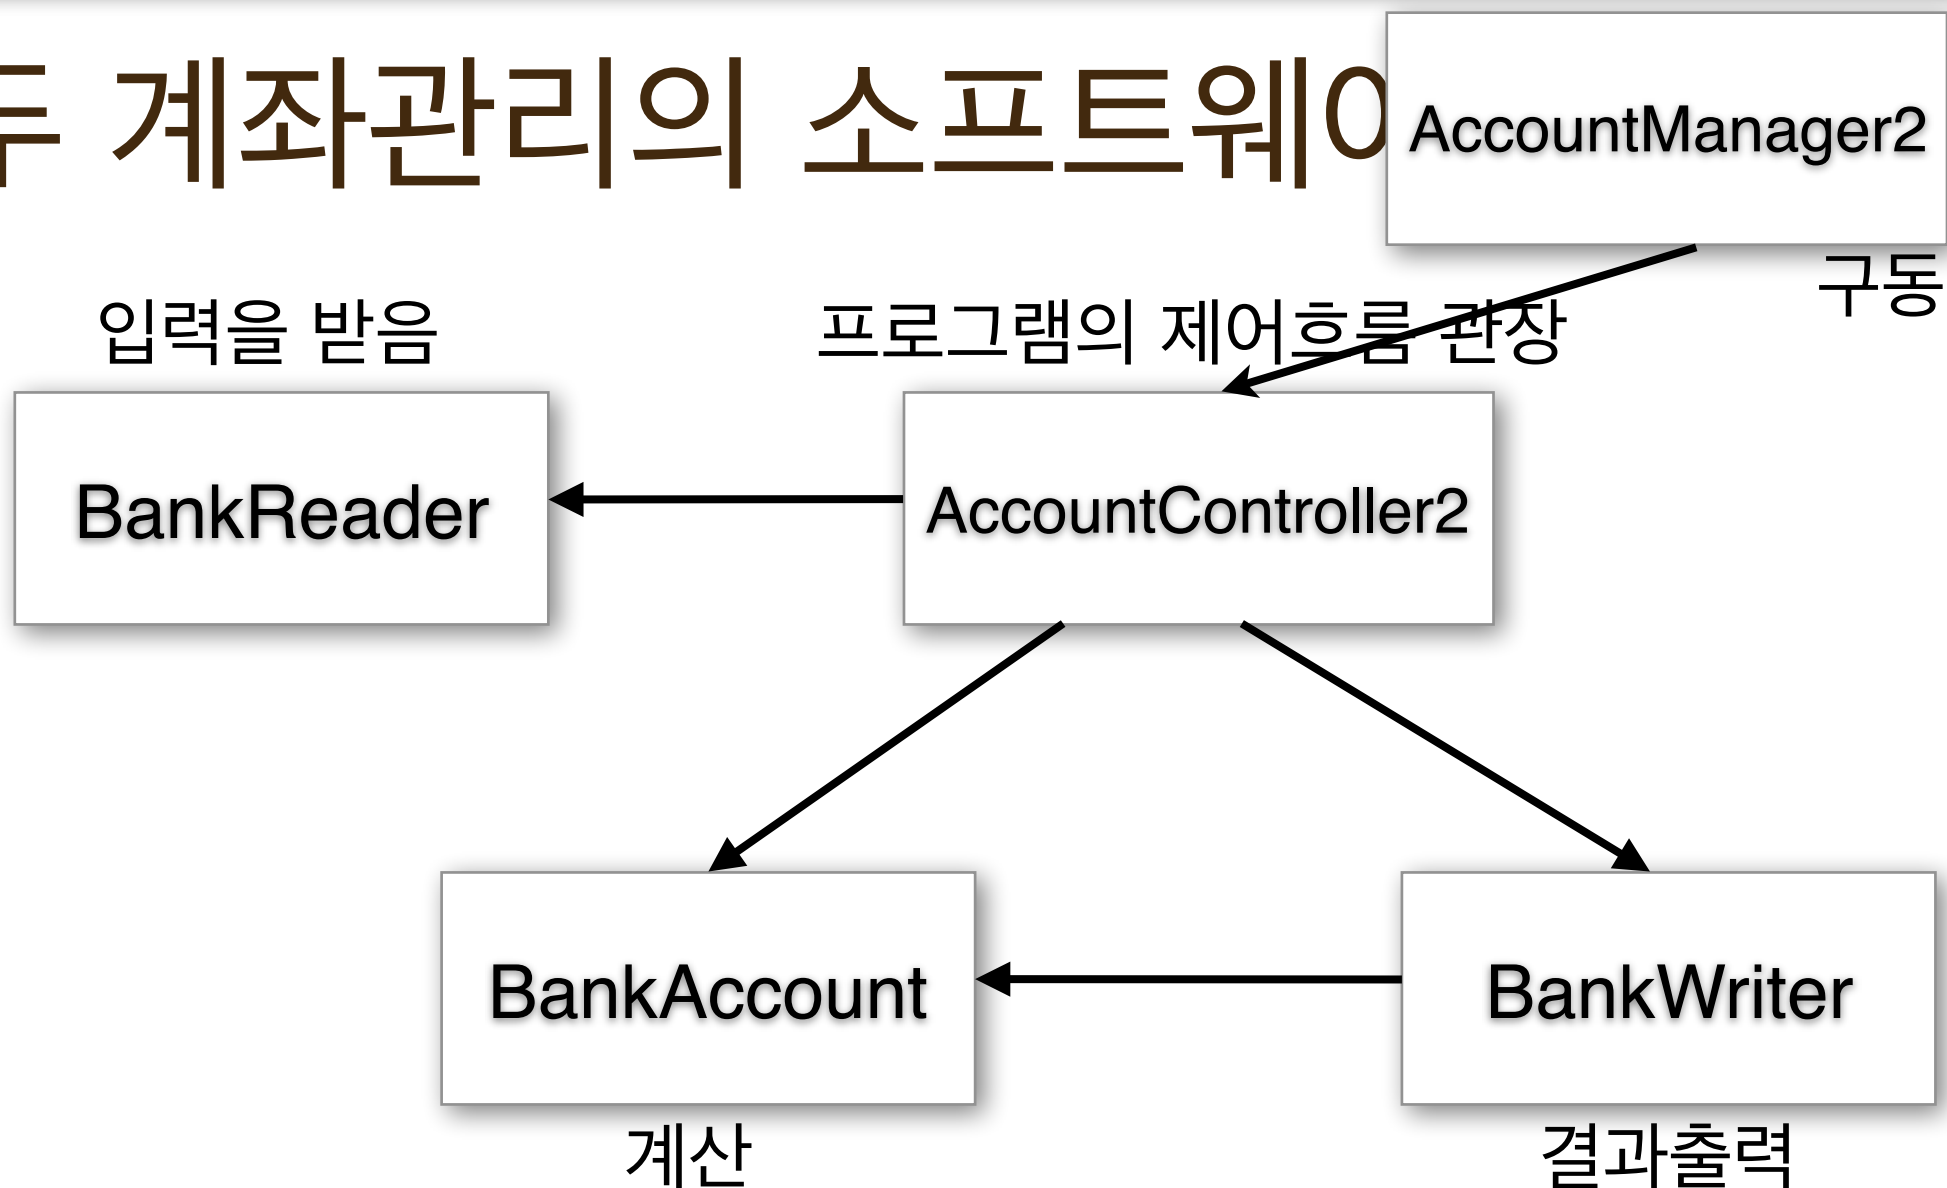 두 계좌관리의 소프트웨어
AccountManager2
구동
입력을 받음
프로그램의 제어흐름 관장
BankReader
AccountController2
BankAccount
BankWriter
계산
결과출력